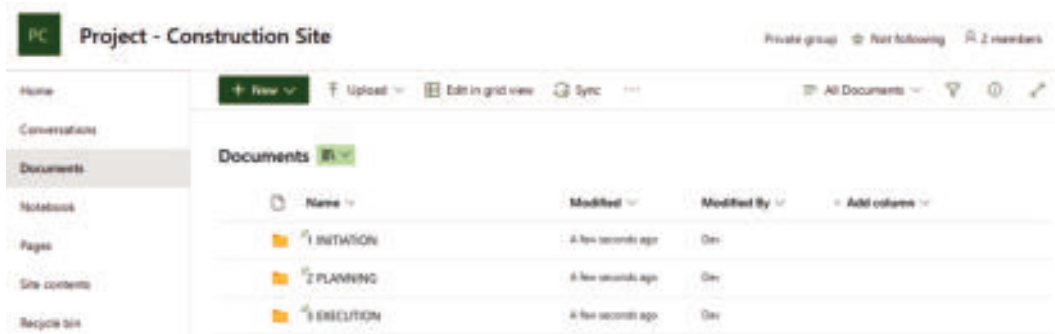 PC
Project - Construction Site
Private group Not following 2 members
Home
Conversations
Documents
Notebook
Pages
Site contents
Recycle bin
+ New Upload Edit in grid view Sync ...
All Documents
Documents
Name Modified Modified By + Add column
1 INITIATION A few seconds ago Dev
2 PLANNING A few seconds ago Dev
3 EXECUTION A few seconds ago Dev